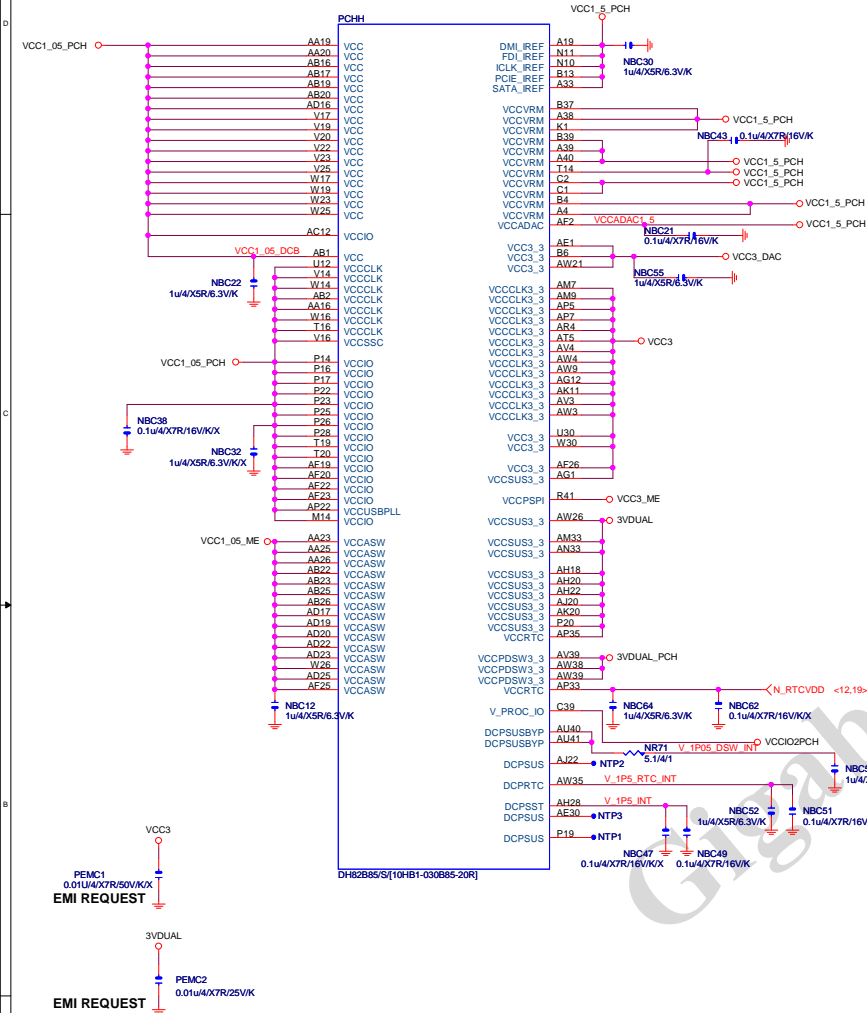 D
C
B
PCHH
VCC1_5_PCH
VCC1_05_PCH
AA19 VCC
AA20 VCC
AB16 VCC
AB17 VCC
AB19 VCC
AB20 VCC
AD16 VCC
V17 VCC
V19 VCC
V20 VCC
V22 VCC
V23 VCC
V25 VCC
W17 VCC
W19 VCC
W23 VCC
W25 VCC
AC12 VCCIO
VCC1_05_DCB
AB1 VCC
U12 VCCCLK
V14 VCCCLK
W14 VCCCLK
AB2 VCCCLK
AA16 VCCCLK
W16 VCCCLK
T16 VCCCLK
V16 VCCSSC
NBC22
1u/4/X5R/6.3V/K
VCC1_05_PCH
P14 VCCIO
P16 VCCIO
P17 VCCIO
P22 VCCIO
P23 VCCIO
P25 VCCIO
P26 VCCIO
P28 VCCIO
T19 VCCIO
T20 VCCIO
AF19 VCCIO
AF20 VCCIO
AF22 VCCIO
AF23 VCCIO
AP22 VCCUSBPLL
M14 VCCIO
NBC38
0.1u/4/X7R/16V/K/X
NBC32
1u/4/X5R/6.3V/K/X
VCC1_05_ME
AA23 VCCASW
AA25 VCCASW
AA26 VCCASW
AB22 VCCASW
AB23 VCCASW
AB25 VCCASW
AB26 VCCASW
AD17 VCCASW
AD19 VCCASW
AD20 VCCASW
AD22 VCCASW
AD23 VCCASW
W26 VCCASW
AD25 VCCASW
AF25 VCCASW
NBC12
1u/4/X5R/6.3V/K
DMI_IREF A19
FDI_IREF N11
ICLK_IREF N10
PCIE_IREF B13
SATA_IREF A33
NBC30
1u/4/X5R/6.3V/K
VCCVRM B37
VCCVRM A38
VCCVRM K1
VCCVRM B39
VCCVRM A39
VCCVRM A40
VCCVRM T14
VCCVRM C2
VCCVRM C1
VCCVRM B4
VCCVRM A4
VCCADAC AF2
VCC1_5_PCH
NBC43 0.1u/4/X7R/16V/K
VCC1_5_PCH
VCC1_5_PCH
VCC1_5_PCH
VCC1_5_PCH
VCCADAC1_5
VCC1_5_PCH
NBC21
0.1u/4/X7R/16V/K
VCC3_3 AE1
VCC3_3 B6
VCC3_3 AW21
VCC3_DAC
NBC55
1u/4/X5R/6.3V/K
VCCCLK3_3 AM7
VCCCLK3_3 AM9
VCCCLK3_3 AP5
VCCCLK3_3 AP7
VCCCLK3_3 AR4
VCCCLK3_3 AT5
VCCCLK3_3 AV4
VCCCLK3_3 AW4
VCCCLK3_3 AW9
VCCCLK3_3 AG12
VCCCLK3_3 AK11
VCCCLK3_3 AV3
VCCCLK3_3 AW3
VCC3
VCC3_3 U30
VCC3_3 W30
VCC3_3 AF26
VCCSUS3_3 AG1
VCCPSPI R41
VCC3_ME
VCCSUS3_3 AW26
3VDUAL
VCCSUS3_3 AM33
VCCSUS3_3 AN33
VCCSUS3_3 AH18
VCCSUS3_3 AH20
VCCSUS3_3 AH22
VCCSUS3_3 AJ20
VCCSUS3_3 AK20
VCCSUS3_3 P20
VCCRTC AP35
VCCPDSW3_3 AV39
VCCPDSW3_3 AW38
VCCPDSW3_3 AW39
3VDUAL_PCH
VCCRTC AP33
N_RTCVDD <12,19>
V_PROC_IO C39
NBC64
1u/4/X5R/6.3V/K
NBC62
0.1u/4/X7R/16V/K/X
VCCIO2PCH
DCPSUSBYP AU40
DCPSUSBYP AU41
NR71
5.1/4/1
V_1P05_DSW_INT
DCPSUS AJ22
NTP2
DCPRTC AW35
V_1P5_RTC_INT
DCPSST AH28
V_1P5_INT
DCPSUS AE30
NTP3
DCPSUS P19
NTP1
NBC5
1u/4/X
NBC52
1u/4/X5R/6.3V/K
NBC51
0.1u/4/X7R/16V
NBC47
0.1u/4/X7R/16V/K/X
NBC49
0.1u/4/X7R/16V/K
DH82B85/S/[10HB1-030B85-20R]
VCC3
PEMC1
0.01U/4/X7R/50V/K/X
EMI REQUEST
3VDUAL
PEMC2
0.01u/4/X7R/25V/K
EMI REQUEST
Gigab